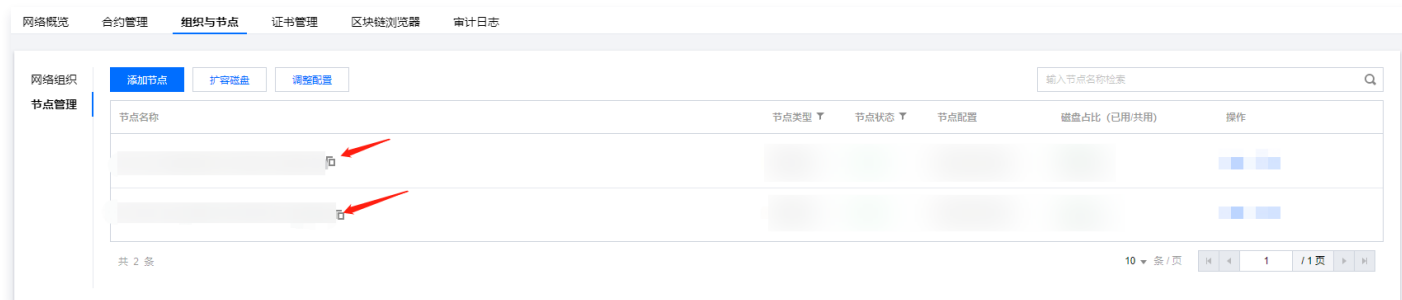 网络概览 合约管理 组织与节点 证书管理 区块链浏览器 审计日志
网络组织
节点管理
添加节点 扩容磁盘 调整配置 输入节点名称检索
节点名称 节点类型 节点状态 节点配置 磁盘占比（已用/共用） 操作
共 2 条 10 条/页 1 /1页